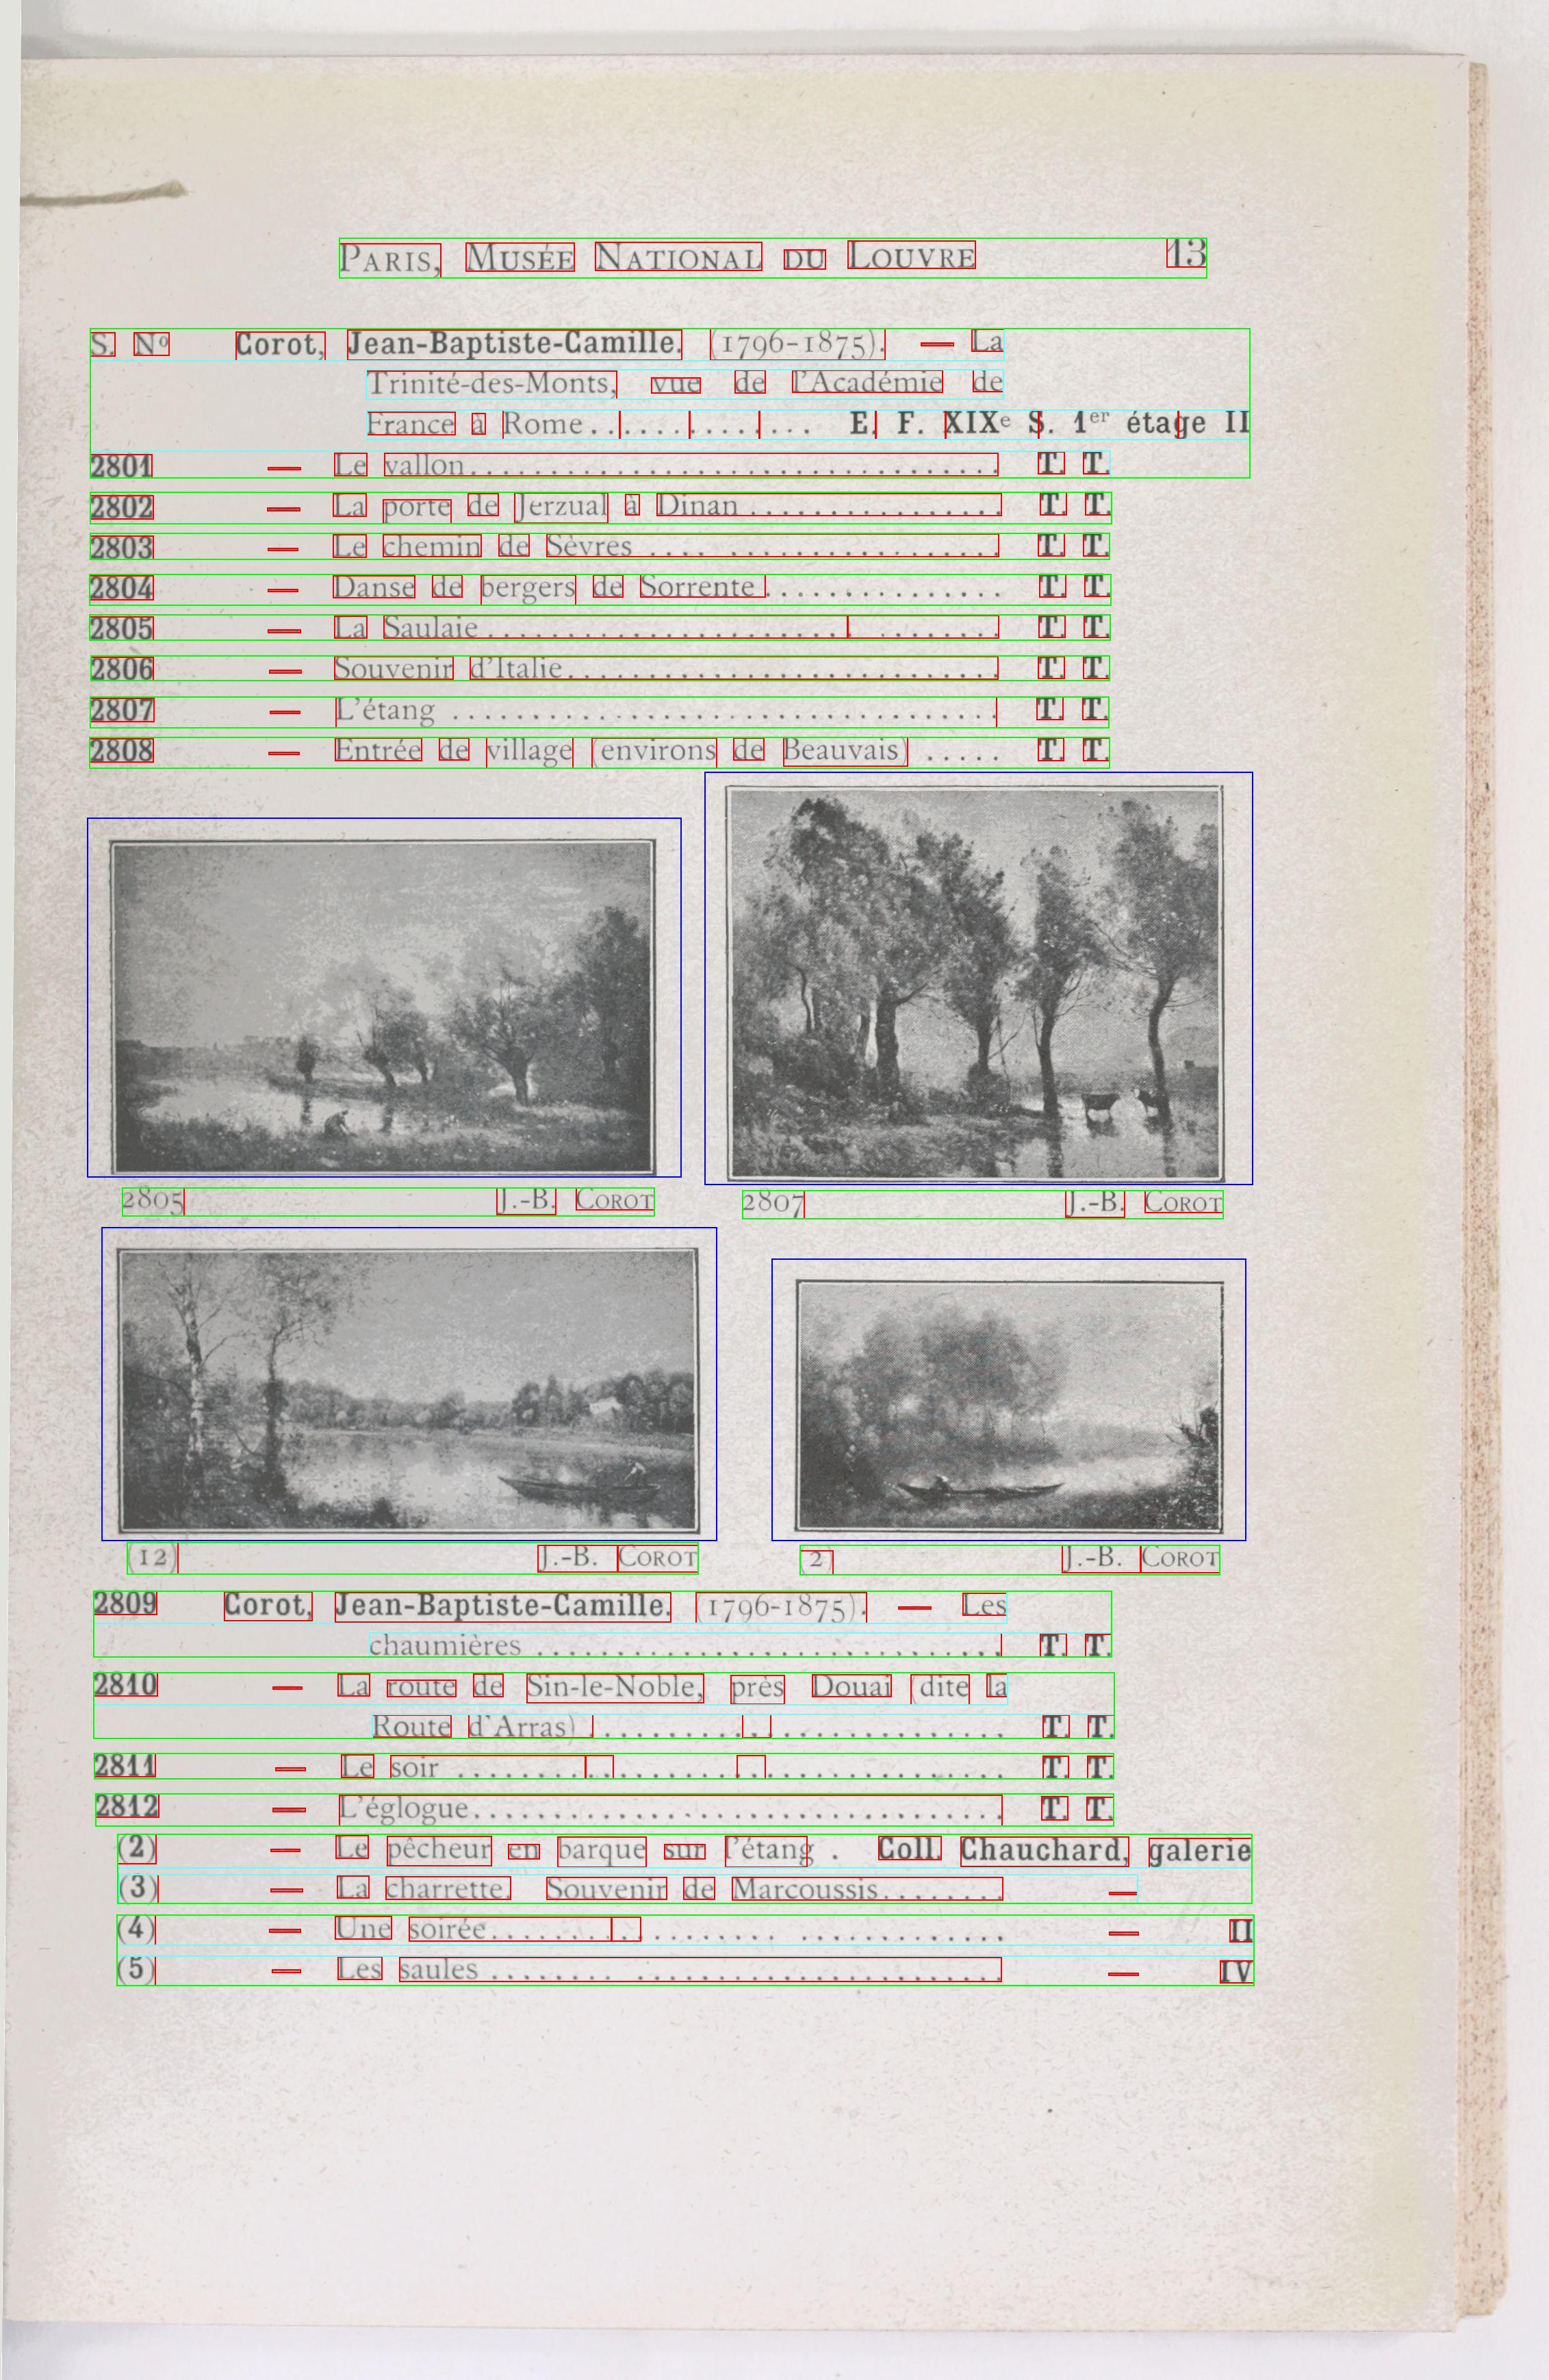 PARIS, MUSÉE NATIONAL DU LOUVRE 13
S. Nº Corot, Jean-Baptiste-Camille. (1796-1875). — La
Trinité-des-Monts, vue de l'Académie de
France à Rome............ E. F. XIXe S. 1er étage II
2801 — Le vallon................................. T. T.
2802 — La porte de Jerzual à Dinan ................ T. T.
2803 — Le chemin de Sèvres .... ................. T. T.
2804 — Danse de bergers de Sorrente............... T. T.
2805 — La Saulaie................................ T. T.
2806 — Souvenir d'Italie........................... T. T.
2807 — L'étang .................................. T. T.
2808 — Entrée de village (environs de Beauvais) ..... T. T.
2805 J.-B. COROT
2807 J.-B. COROT
(12) J.-B. COROT
(2) J.-B. COROT
2809 Corot, Jean-Baptiste-Camille. (1796-1875). — Les
chaumières ............................. T. T.
2810 — La route de Sin-le-Noble, près Douai (dite la
Route d'Arras) .......................... T. T.
2811 — Le soir .................................. T. T.
2812 — L'églogue................................. T. T.
(2) — Le pêcheur en barque sur l'étang . Coll. Chauchard, galerie
(3) — La charrette. Souvenir de Marcoussis........ —
(4) — Une soirée.......... ........ ............. — II
(5) — Les saules ........ ....................... — IV